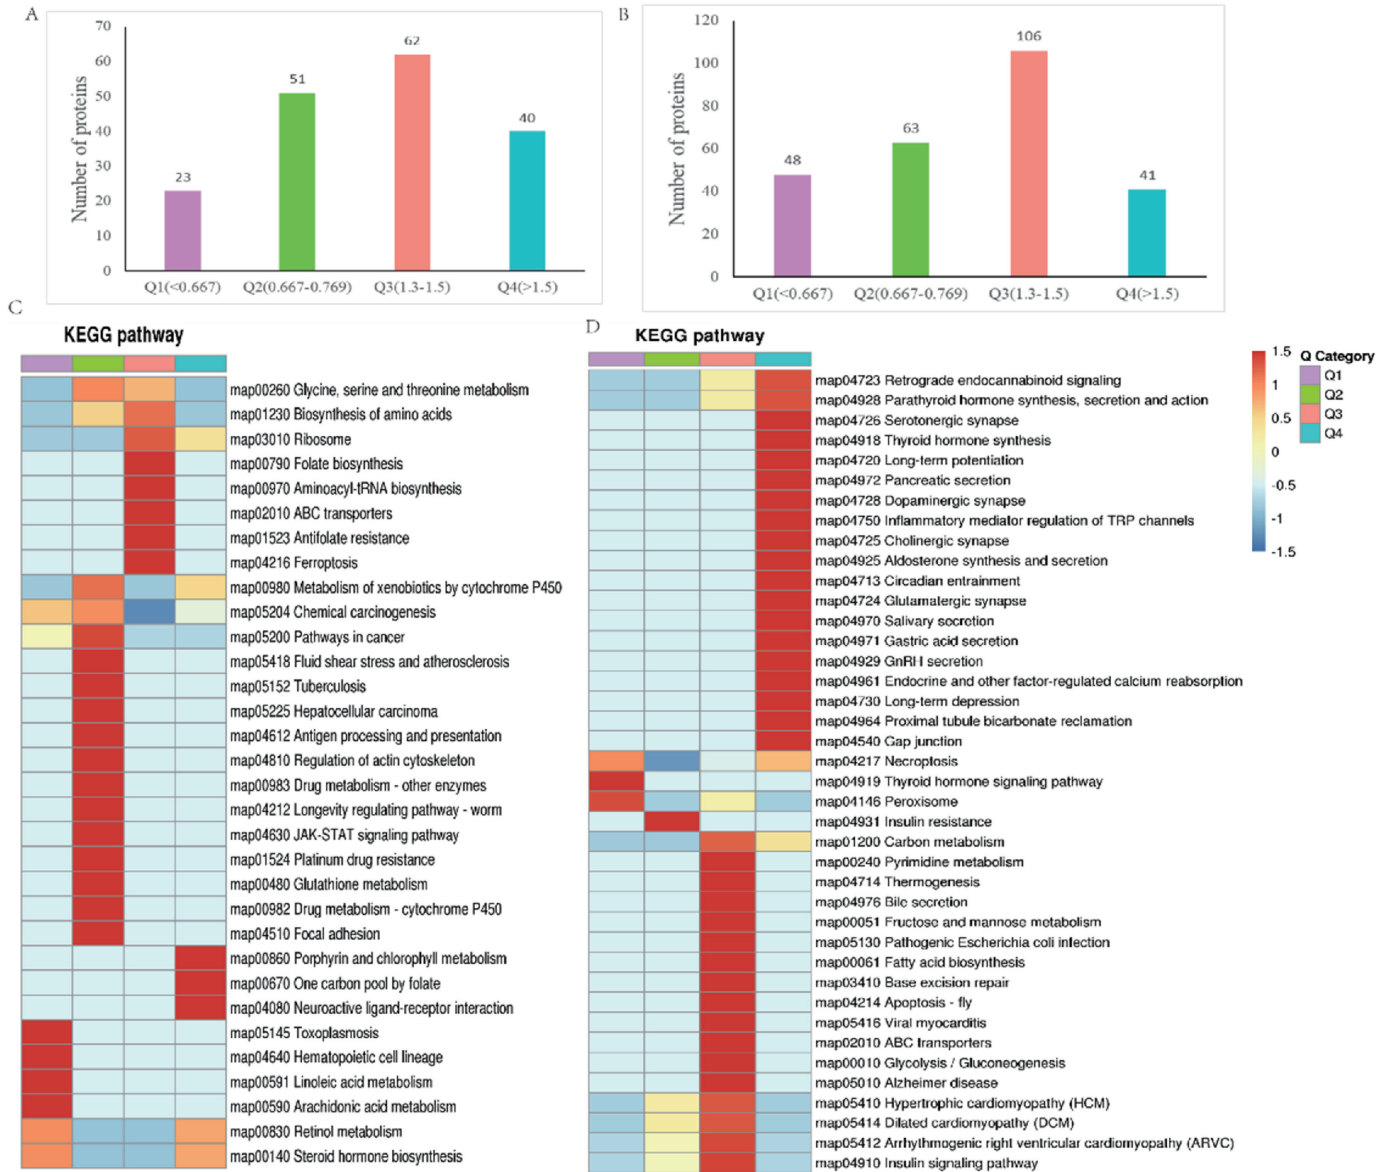 A
70
60
50
40
30
20
10
0
Number of proteins
23
51
62
40
Q1(<0.667)
Q2(0.667-0.769)
Q3(1.3-1.5)
Q4(>1.5)
B
120
100
80
60
40
20
0
Number of proteins
48
63
106
41
Q1(<0.667)
Q2(0.667-0.769)
Q3(1.3-1.5)
Q4(>1.5)
C
KEGG pathway
map00260 Glycine, serine and threonine metabolism
map01230 Biosynthesis of amino acids
map03010 Ribosome
map00790 Folate biosynthesis
map00970 Aminoacyl-tRNA biosynthesis
map02010 ABC transporters
map01523 Antifolate resistance
map04216 Ferroptosis
map00980 Metabolism of xenobiotics by cytochrome P450
map05204 Chemical carcinogenesis
map05200 Pathways in cancer
map05418 Fluid shear stress and atherosclerosis
map05152 Tuberculosis
map05225 Hepatocellular carcinoma
map04612 Antigen processing and presentation
map04810 Regulation of actin cytoskeleton
map00983 Drug metabolism - other enzymes
map04212 Longevity regulating pathway - worm
map04630 JAK-STAT signaling pathway
map01524 Platinum drug resistance
map00480 Glutathione metabolism
map00982 Drug metabolism - cytochrome P450
map04510 Focal adhesion
map00860 Porphyrin and chlorophyll metabolism
map00670 One carbon pool by folate
map04080 Neuroactive ligand-receptor interaction
map05145 Toxoplasmosis
map04640 Hematopoietic cell lineage
map00591 Linoleic acid metabolism
map00590 Arachidonic acid metabolism
map00830 Retinol metabolism
map00140 Steroid hormone biosynthesis
D
KEGG pathway
map04723 Retrograde endocannabinoid signaling
map04928 Parathyroid hormone synthesis, secretion and action
map04726 Serotonergic synapse
map04918 Thyroid hormone synthesis
map04720 Long-term potentiation
map04972 Pancreatic secretion
map04728 Dopaminergic synapse
map04750 Inflammatory mediator regulation of TRP channels
map04725 Cholinergic synapse
map04925 Aldosterone synthesis and secretion
map04713 Circadian entrainment
map04724 Glutamatergic synapse
map04970 Salivary secretion
map04971 Gastric acid secretion
map04929 GnRH secretion
map04961 Endocrine and other factor-regulated calcium reabsorption
map04730 Long-term depression
map04964 Proximal tubule bicarbonate reclamation
map04540 Gap junction
map04217 Necroptosis
map04919 Thyroid hormone signaling pathway
map04146 Peroxisome
map04931 Insulin resistance
map01200 Carbon metabolism
map00240 Pyrimidine metabolism
map04714 Thermogenesis
map04976 Bile secretion
map00051 Fructose and mannose metabolism
map05130 Pathogenic Escherichia coli infection
map00061 Fatty acid biosynthesis
map03410 Base excision repair
map04214 Apoptosis - fly
map05416 Viral myocarditis
map02010 ABC transporters
map00010 Glycolysis / Gluconeogenesis
map05010 Alzheimer disease
map05410 Hypertrophic cardiomyopathy (HCM)
map05414 Dilated cardiomyopathy (DCM)
map05412 Arrhythmogenic right ventricular cardiomyopathy (ARVC)
map04910 Insulin signaling pathway
1.5
1
0.5
0
-0.5
-1
-1.5
Q Category
Q1
Q2
Q3
Q4